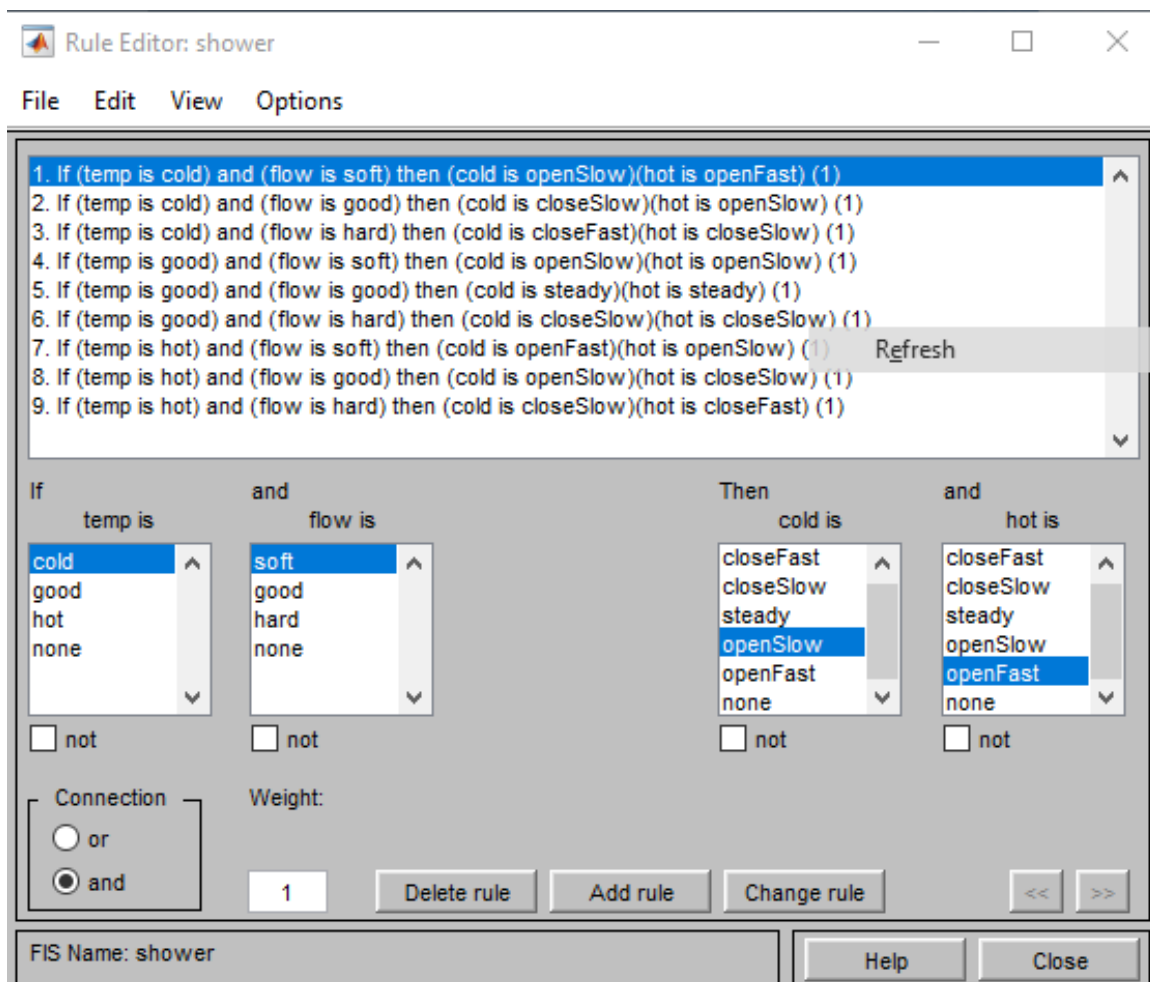 Rule Editor: shower
File Edit View Options
1. If (temp is cold) and (flow is soft) then (cold is openSlow)(hot is openFast) (1)
2. If (temp is cold) and (flow is good) then (cold is closeSlow)(hot is openSlow) (1)
3. If (temp is cold) and (flow is hard) then (cold is closeFast)(hot is closeSlow) (1)
4. If (temp is good) and (flow is soft) then (cold is openSlow)(hot is openSlow) (1)
5. If (temp is good) and (flow is good) then (cold is steady)(hot is steady) (1)
6. If (temp is good) and (flow is hard) then (cold is closeSlow)(hot is closeSlow) (1)
7. If (temp is hot) and (flow is soft) then (cold is openFast)(hot is openSlow) (1) Refresh
8. If (temp is hot) and (flow is good) then (cold is openSlow)(hot is closeSlow) (1)
9. If (temp is hot) and (flow is hard) then (cold is closeSlow)(hot is closeFast) (1)
If and Then and
temp is flow is cold is hot is
cold soft closeFast closeFast
good good closeSlow closeSlow
hot hard steady steady
none none openSlow openSlow
openFast openFast
none none
not not not not
Connection Weight:
or
and 1 Delete rule Add rule Change rule << >>
FIS Name: shower Help Close